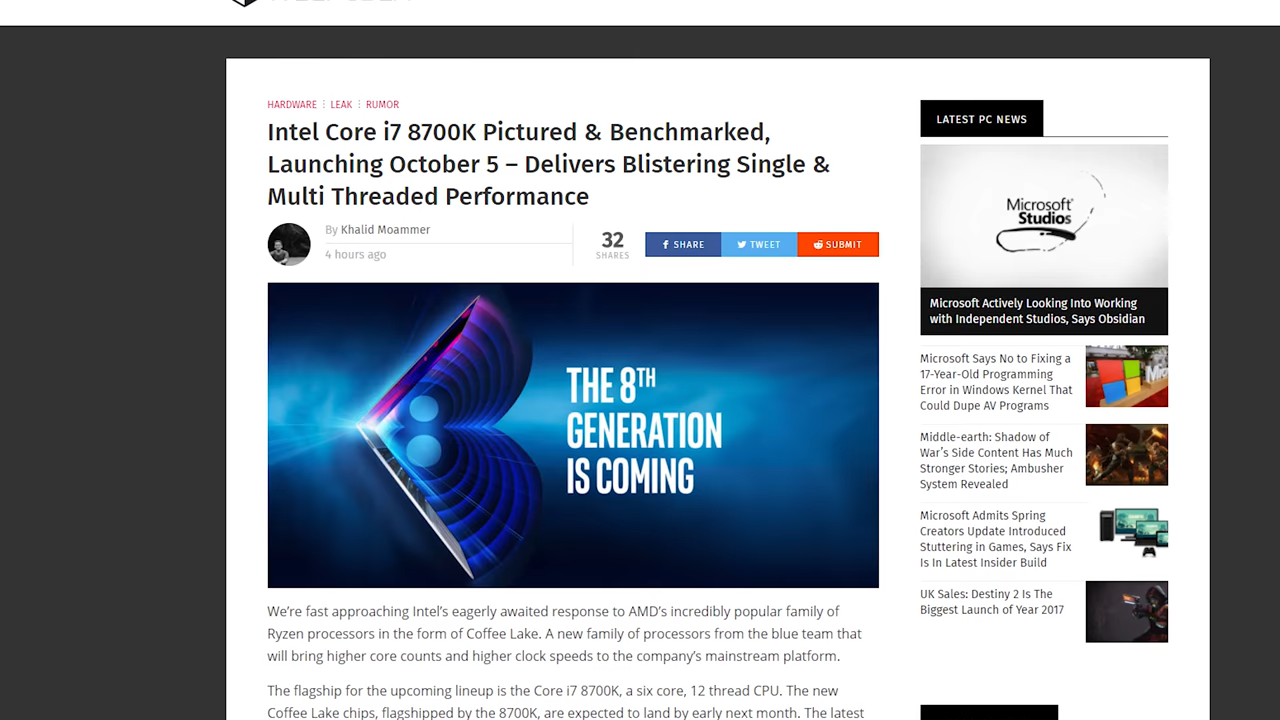 HARDWARE ⋮ LEAK ⋮ RUMOR
Intel Core i7 8700K Pictured & Benchmarked,
Launching October 5 – Delivers Blistering Single &
Multi Threaded Performance
By Khalid Moammer
4 hours ago
32
SHARES
SHARE
TWEET
SUBMIT
THE 8TH
GENERATION
IS COMING
We're fast approaching Intel's eagerly awaited response to AMD's incredibly popular family of
Ryzen processors in the form of Coffee Lake. A new family of processors from the blue team that
will bring higher core counts and higher clock speeds to the company's mainstream platform.
The flagship for the upcoming lineup is the Core i7 8700K, a six core, 12 thread CPU. The new
Coffee Lake chips, flagshipped by the 8700K, are expected to land by early next month. The latest
LATEST PC NEWS
Microsoft
Studios
Microsoft Actively Looking Into Working
with Independent Studios, Says Obsidian
Microsoft Says No to Fixing a
17-Year-Old Programming
Error in Windows Kernel That
Could Dupe AV Programs
Middle-earth: Shadow of
War's Side Content Has Much
Stronger Stories; Ambusher
System Revealed
Microsoft Admits Spring
Creators Update Introduced
Stuttering in Games, Says Fix
Is In Latest Insider Build
UK Sales: Destiny 2 Is The
Biggest Launch of Year 2017